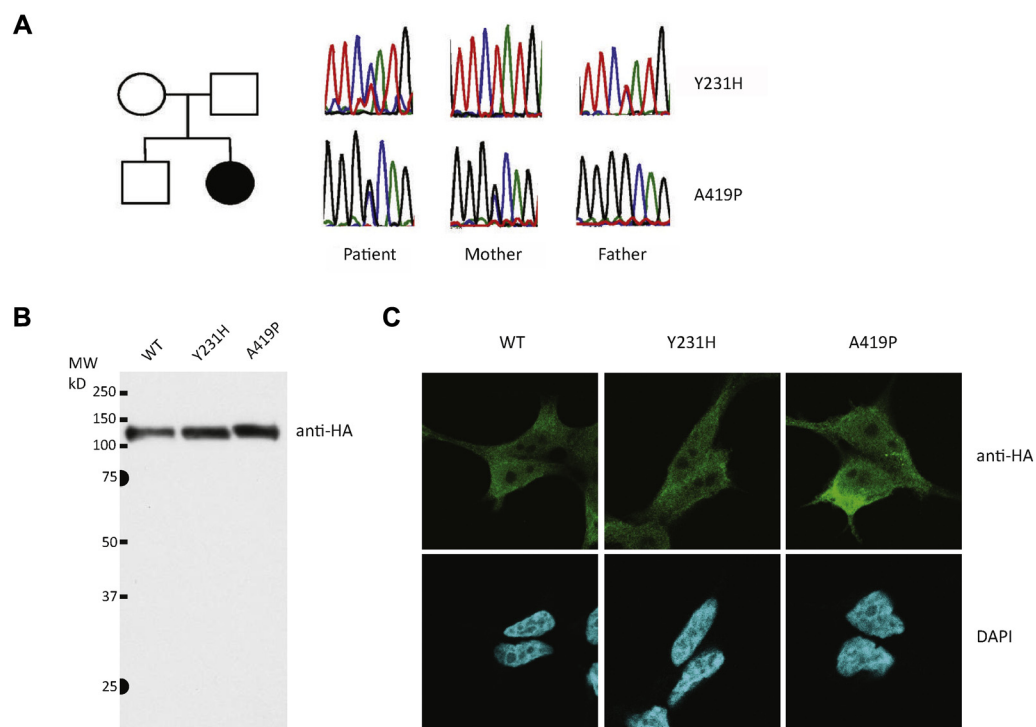 A
Y231H
A419P
Patient Mother Father
B
WT Y231H A419P
MW
kD
250
150
100
75
50
37
25
anti-HA
C
WT Y231H A419P
anti-HA
DAPI